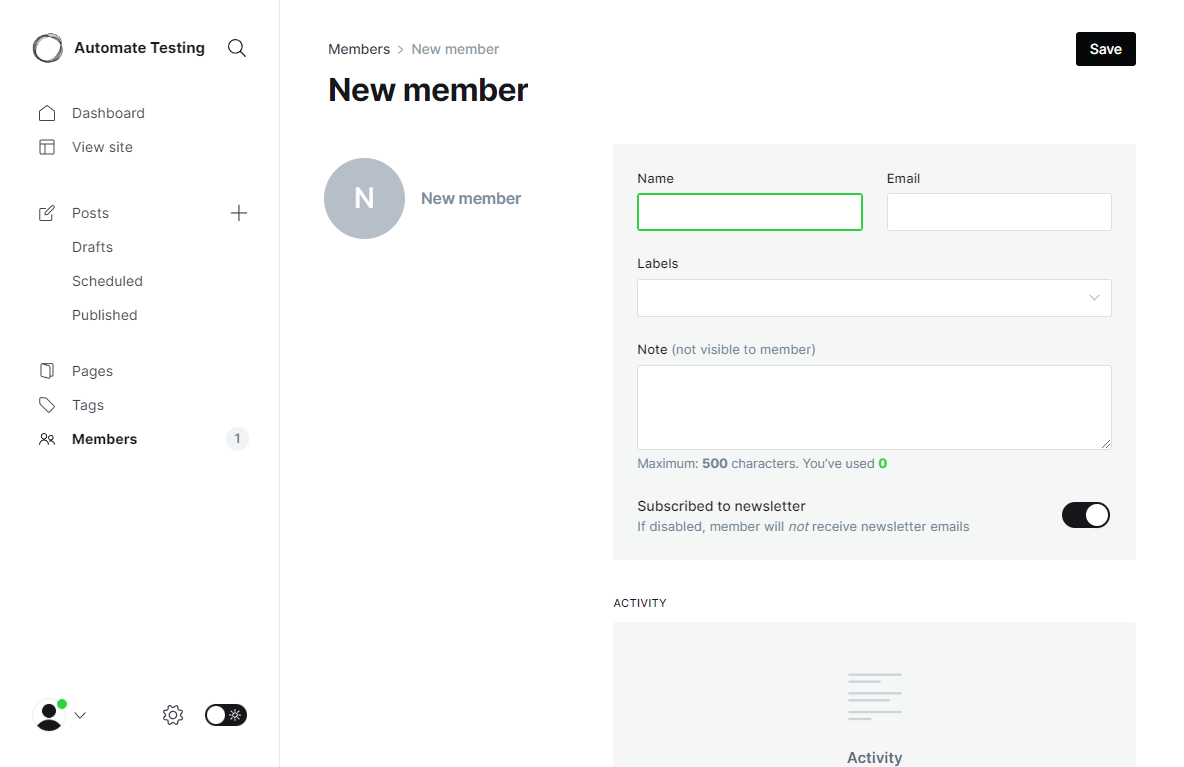 Automate Testing
Dashboard
View site
Posts
Drafts
Scheduled
Published
Pages
Tags
Members 1
Members > New member
Save
New member
N New member
Name Email
Labels
Note (not visible to member)
Maximum: 500 characters. You've used 0
Subscribed to newsletter
If disabled, member will not receive newsletter emails
ACTIVITY
Activity